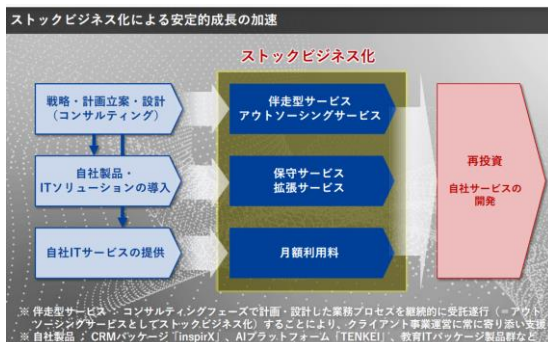 ストックビジネス化による安定的成長の加速
ストックビジネス化
戦略・計画立案・設計
(コンサルティング)
伴走型サービス
アウトソーシングサービス
自社製品・
ITソリューションの導入
保守サービス
拡張サービス
再投資
自社サービスの
開発
自社ITサービスの提供
月額利用料
※ 伴走型サービス : コンサルティングフェーズで計画・設計した業務プロセスを継続的に受託遂行(=アウト
ソーシングサービスとしてストックビジネス化)することにより、クライアント事業運営に常に寄り添い支援
※ 自社製品 : CRMパッケージ「inspirX」、AIプラットフォーム「TENKEI」、教育ITパッケージ製品群など